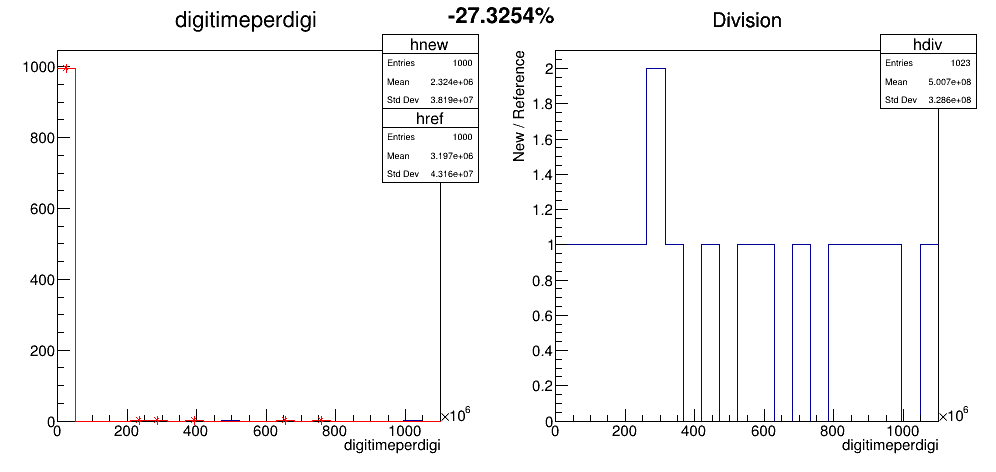 -27.3254%
digitimeperdigi
hnew
Entries 1000
Mean 2.324e+06
Std Dev 3.819e+07
href
Entries 1000
Mean 3.197e+06
Std Dev 4.316e+07
1000
800
600
400
200
0
0 200 400 600 800 1000 ×10⁶
digitimeperdigi
Division
hdiv
Entries 1023
Mean 5.007e+08
Std Dev 3.286e+08
New / Reference
2
1.8
1.6
1.4
1.2
1
0.8
0.6
0.4
0.2
0
0 200 400 600 800 1000 ×10⁶
digitimeperdigi